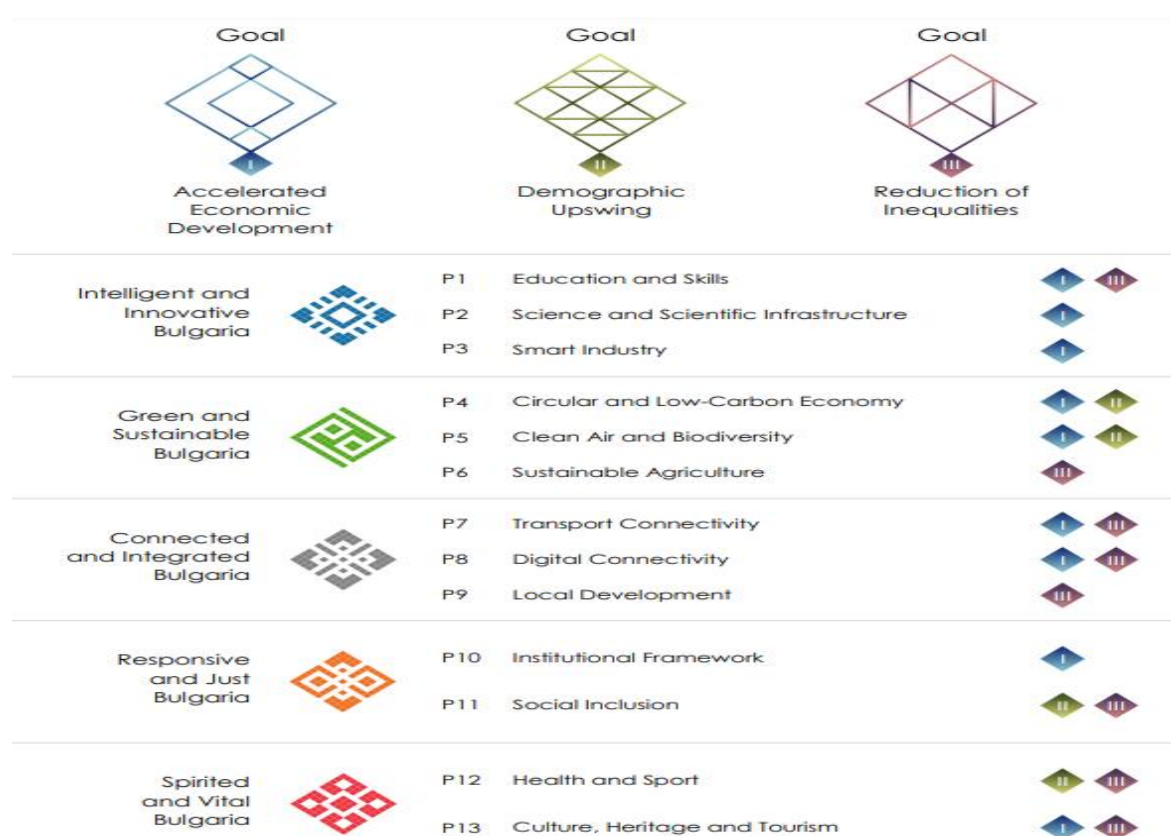 Goal
Goal
Goal
I
II
III
Accelerated
Economic
Development
Demographic
Upswing
Reduction of
Inequalities
Intelligent and
Innovative
Bulgaria
P1 Education and Skills I III
P2 Science and Scientific Infrastructure I
P3 Smart Industry I
Green and
Sustainable
Bulgaria
P4 Circular and Low-Carbon Economy I II
P5 Clean Air and Biodiversity I II
P6 Sustainable Agriculture III
Connected
and Integrated
Bulgaria
P7 Transport Connectivity I III
P8 Digital Connectivity I III
P9 Local Development III
Responsive
and Just
Bulgaria
P10 Institutional Framework I
P11 Social Inclusion II III
Spirited
and Vital
Bulgaria
P12 Health and Sport II III
P13 Culture, Heritage and Tourism I III